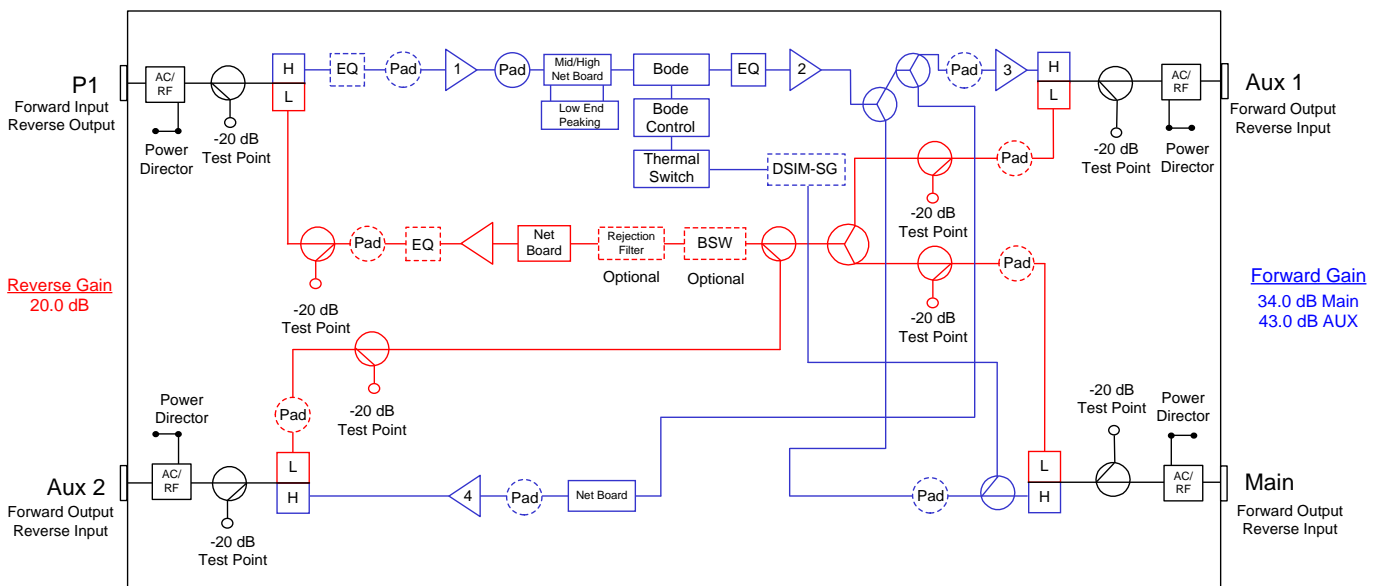 P1
Forward Input
Reverse Output
AC/
RF
Power
Director
-20 dB
Test Point
H
L
EQ
Pad
1
Pad
Mid/High
Net Board
Low End
Peaking
Bode
Bode
Control
Thermal
Switch
EQ
2
DSIM-SG
Pad
3
H
L
-20 dB
Test Point
AC/
RF
Power
Director
Aux 1
Forward Output
Reverse Input
Pad
-20 dB
Test Point
-20 dB
Test Point
Pad
EQ
Net
Board
Rejection
Filter
Optional
BSW
Optional
Pad
-20 dB
Test Point
Reverse Gain
20.0 dB
Forward Gain
34.0 dB Main
43.0 dB AUX
-20 dB
Test Point
Pad
Power
Director
Aux 2
Forward Output
Reverse Input
AC/
RF
-20 dB
Test Point
L
H
4
Pad
Net Board
Pad
L
H
-20 dB
Test Point
Power
Director
AC/
RF
Main
Forward Output
Reverse Input